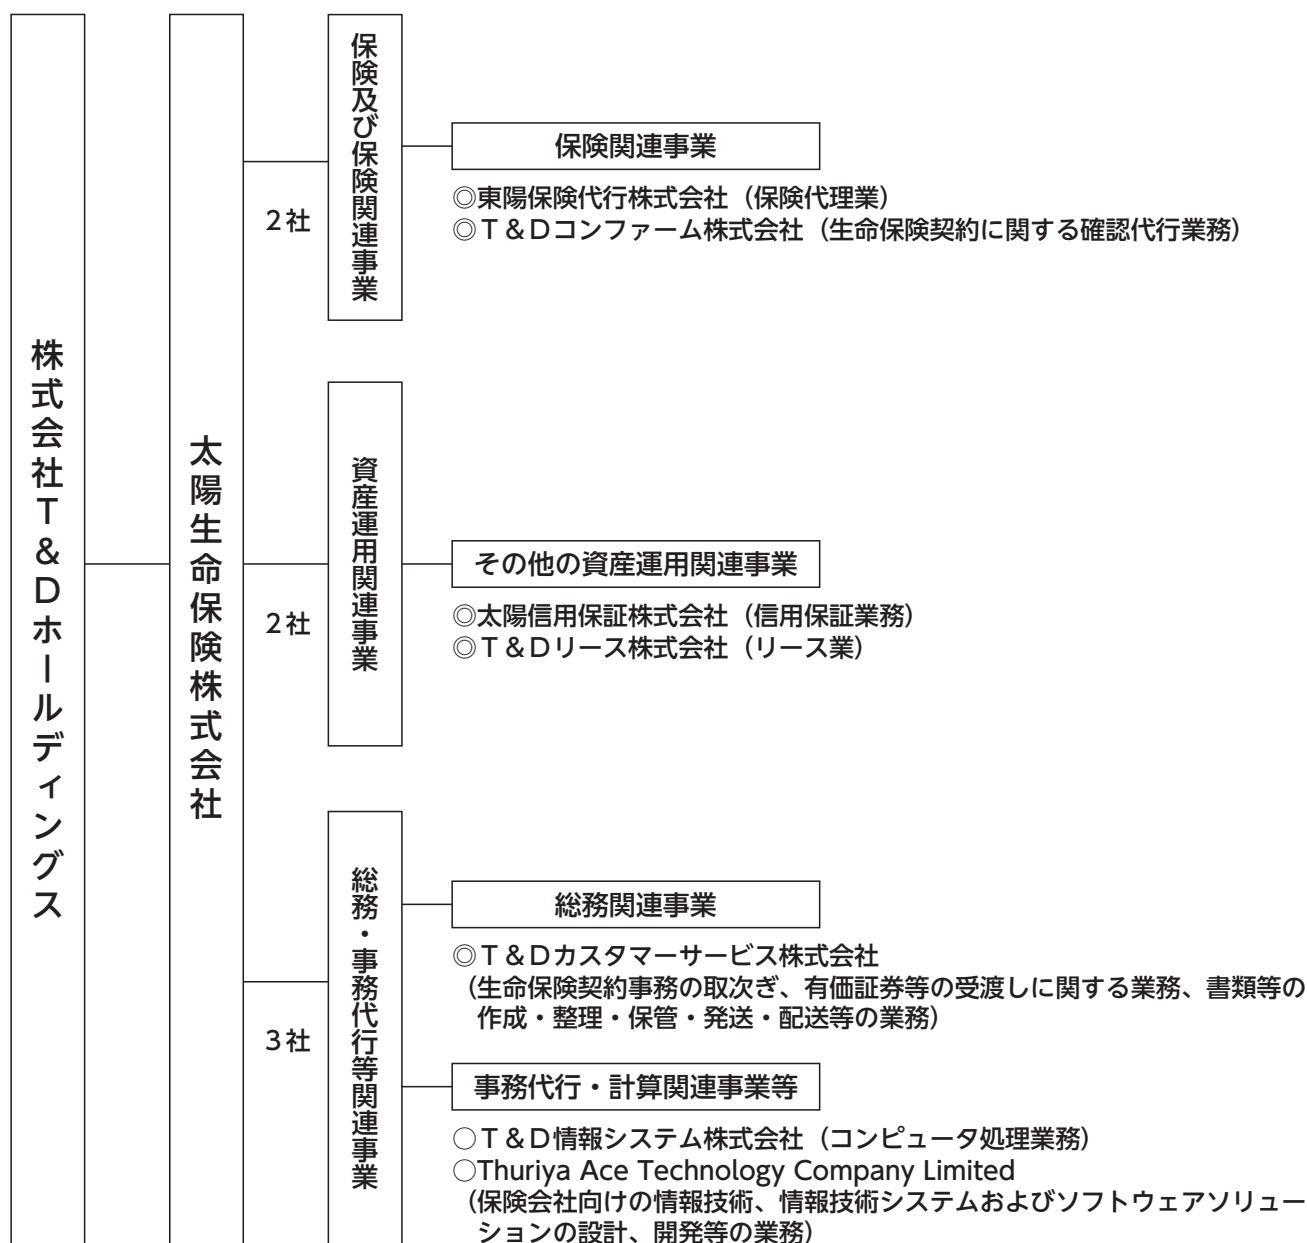 株式会社T＆Dホールディングス
太陽生命保険株式会社
2社
保険及び保険関連事業
保険関連事業
◎東陽保険代行株式会社（保険代理業）
◎T＆Dコンファーム株式会社（生命保険契約に関する確認代行業務）
2社
資産運用関連事業
その他の資産運用関連事業
◎太陽信用保証株式会社（信用保証業務）
◎T＆Dリース株式会社（リース業）
3社
総務・事務代行等関連事業
総務関連事業
◎T＆Dカスタマーサービス株式会社
（生命保険契約事務の取次ぎ、有価証券等の受渡しに関する業務、書類等の
作成・整理・保管・発送・配送等の業務）
事務代行・計算関連事業等
○T＆D情報システム株式会社（コンピュータ処理業務）
○Thuriya Ace Technology Company Limited
（保険会社向けの情報技術、情報技術システムおよびソフトウェアソリュー
ションの設計、開発等の業務）